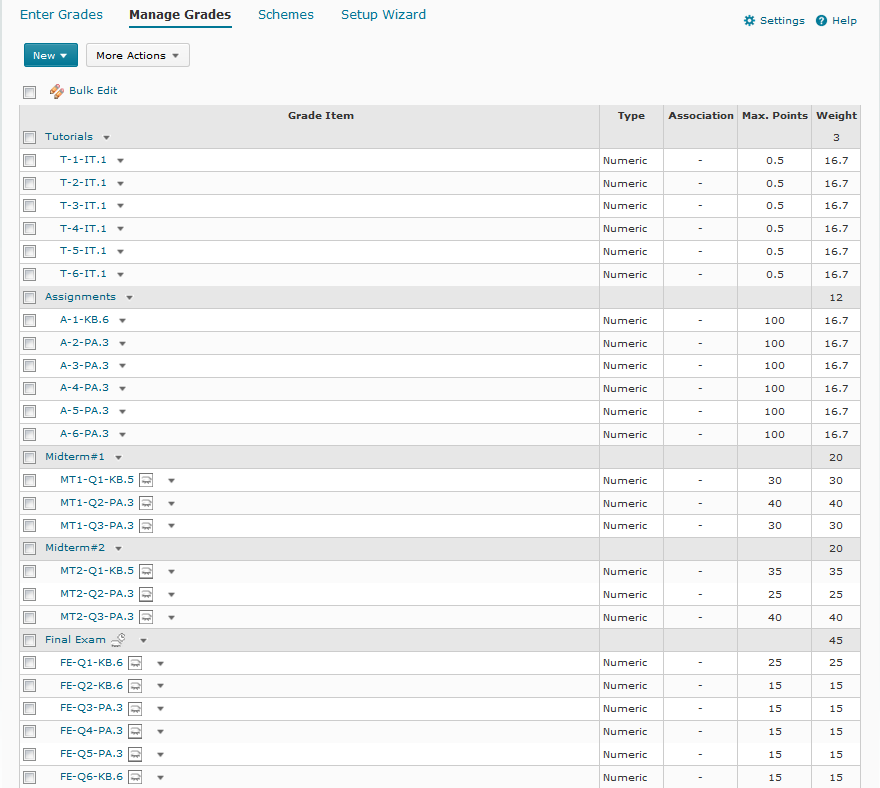 Enter Grades Manage Grades Schemes Setup Wizard Settings Help
New More Actions
Bulk Edit
Grade Item Type Association Max. Points Weight
Tutorials 3
T-1-IT.1 Numeric - 0.5 16.7
T-2-IT.1 Numeric - 0.5 16.7
T-3-IT.1 Numeric - 0.5 16.7
T-4-IT.1 Numeric - 0.5 16.7
T-5-IT.1 Numeric - 0.5 16.7
T-6-IT.1 Numeric - 0.5 16.7
Assignments 12
A-1-KB.6 Numeric - 100 16.7
A-2-PA.3 Numeric - 100 16.7
A-3-PA.3 Numeric - 100 16.7
A-4-PA.3 Numeric - 100 16.7
A-5-PA.3 Numeric - 100 16.7
A-6-PA.3 Numeric - 100 16.7
Midterm#1 20
MT1-Q1-KB.5 Numeric - 30 30
MT1-Q2-PA.3 Numeric - 40 40
MT1-Q3-PA.3 Numeric - 30 30
Midterm#2 20
MT2-Q1-KB.5 Numeric - 35 35
MT2-Q2-PA.3 Numeric - 25 25
MT2-Q3-PA.3 Numeric - 40 40
Final Exam 45
FE-Q1-KB.6 Numeric - 25 25
FE-Q2-KB.6 Numeric - 15 15
FE-Q3-PA.3 Numeric - 15 15
FE-Q4-PA.3 Numeric - 15 15
FE-Q5-PA.3 Numeric - 15 15
FE-Q6-KB.6 Numeric - 15 15